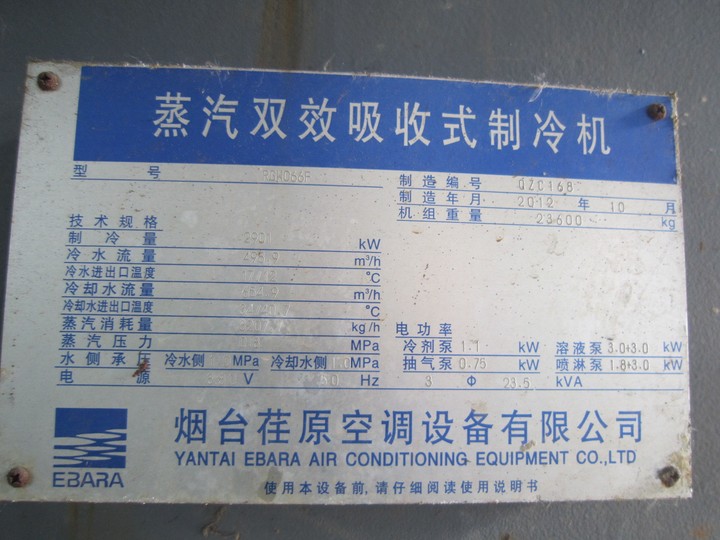 蒸汽双效吸收式制冷机
型 号
制造编号 QZC168
制造年月 2012 年 10 月
机组重量 23600 kg
技术规格
制冷量 kW
冷水流量 m³/h
冷水进出口温度 °C
冷却水流量 m³/h
冷却水进出口温度 °C
蒸汽消耗量 kg/h
蒸汽压力 MPa
水侧承压 冷水侧 MPa 冷却水侧 MPa
电 源 V Hz 3 Φ 23.5 kVA
电功率
冷剂泵 1.1 kW 溶液泵 3.0+3.0 kW
抽气泵 0.75 kW 喷淋泵 1.8+3.0 kW
EBARA
烟台荏原空调设备有限公司
YANTAI EBARA AIR CONDITIONING EQUIPMENT CO.,LTD
使用本设备前,请仔细阅读使用说明书